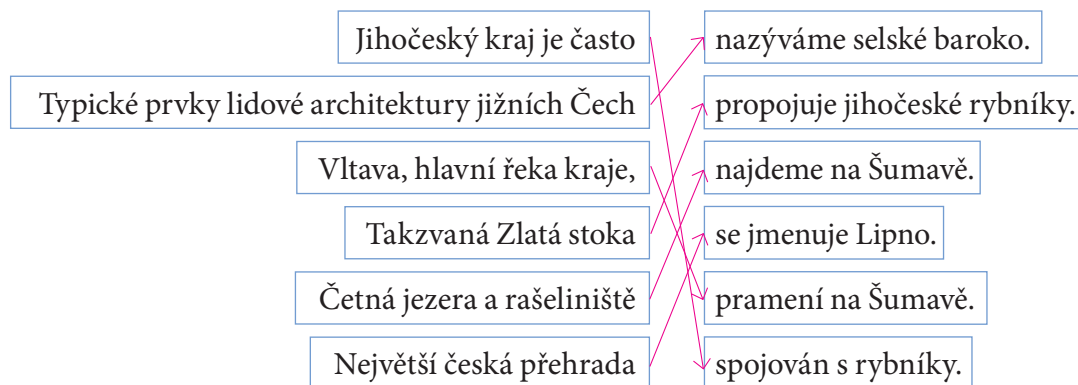 Jihočeský kraj je často
nazýváme selské baroko.
Typické prvky lidové architektury jižních Čech
propojuje jihočeské rybníky.
Vltava, hlavní řeka kraje,
najdeme na Šumavě.
Takzvaná Zlatá stoka
se jmenuje Lipno.
Četná jezera a rašeliniště
pramení na Šumavě.
Největší česká přehrada
spojován s rybníky.